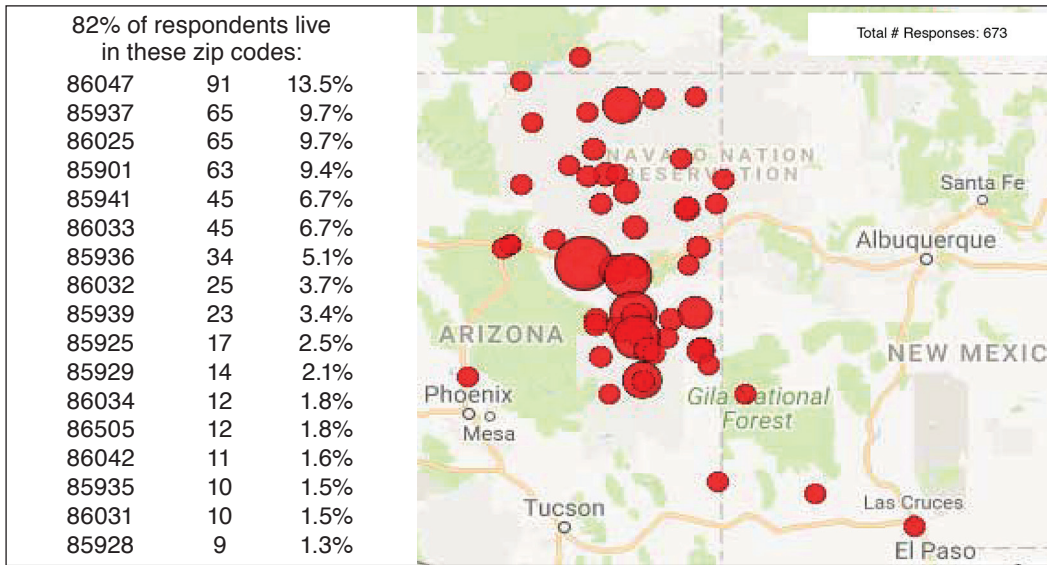 82% of respondents live
in these zip codes:
86047 91 13.5%
85937 65 9.7%
86025 65 9.7%
85901 63 9.4%
85941 45 6.7%
86033 45 6.7%
85936 34 5.1%
86032 25 3.7%
85939 23 3.4%
85925 17 2.5%
85929 14 2.1%
86034 12 1.8%
86505 12 1.8%
86042 11 1.6%
85935 10 1.5%
86031 10 1.5%
85928 9 1.3%
Total # Responses: 673
NAVAJO NATION
RESERVATION
Santa Fe
Albuquerque
ARIZONA
NEW MEXIC
Phoenix
Mesa
Gila National
Forest
Tucson
Las Cruces
El Paso